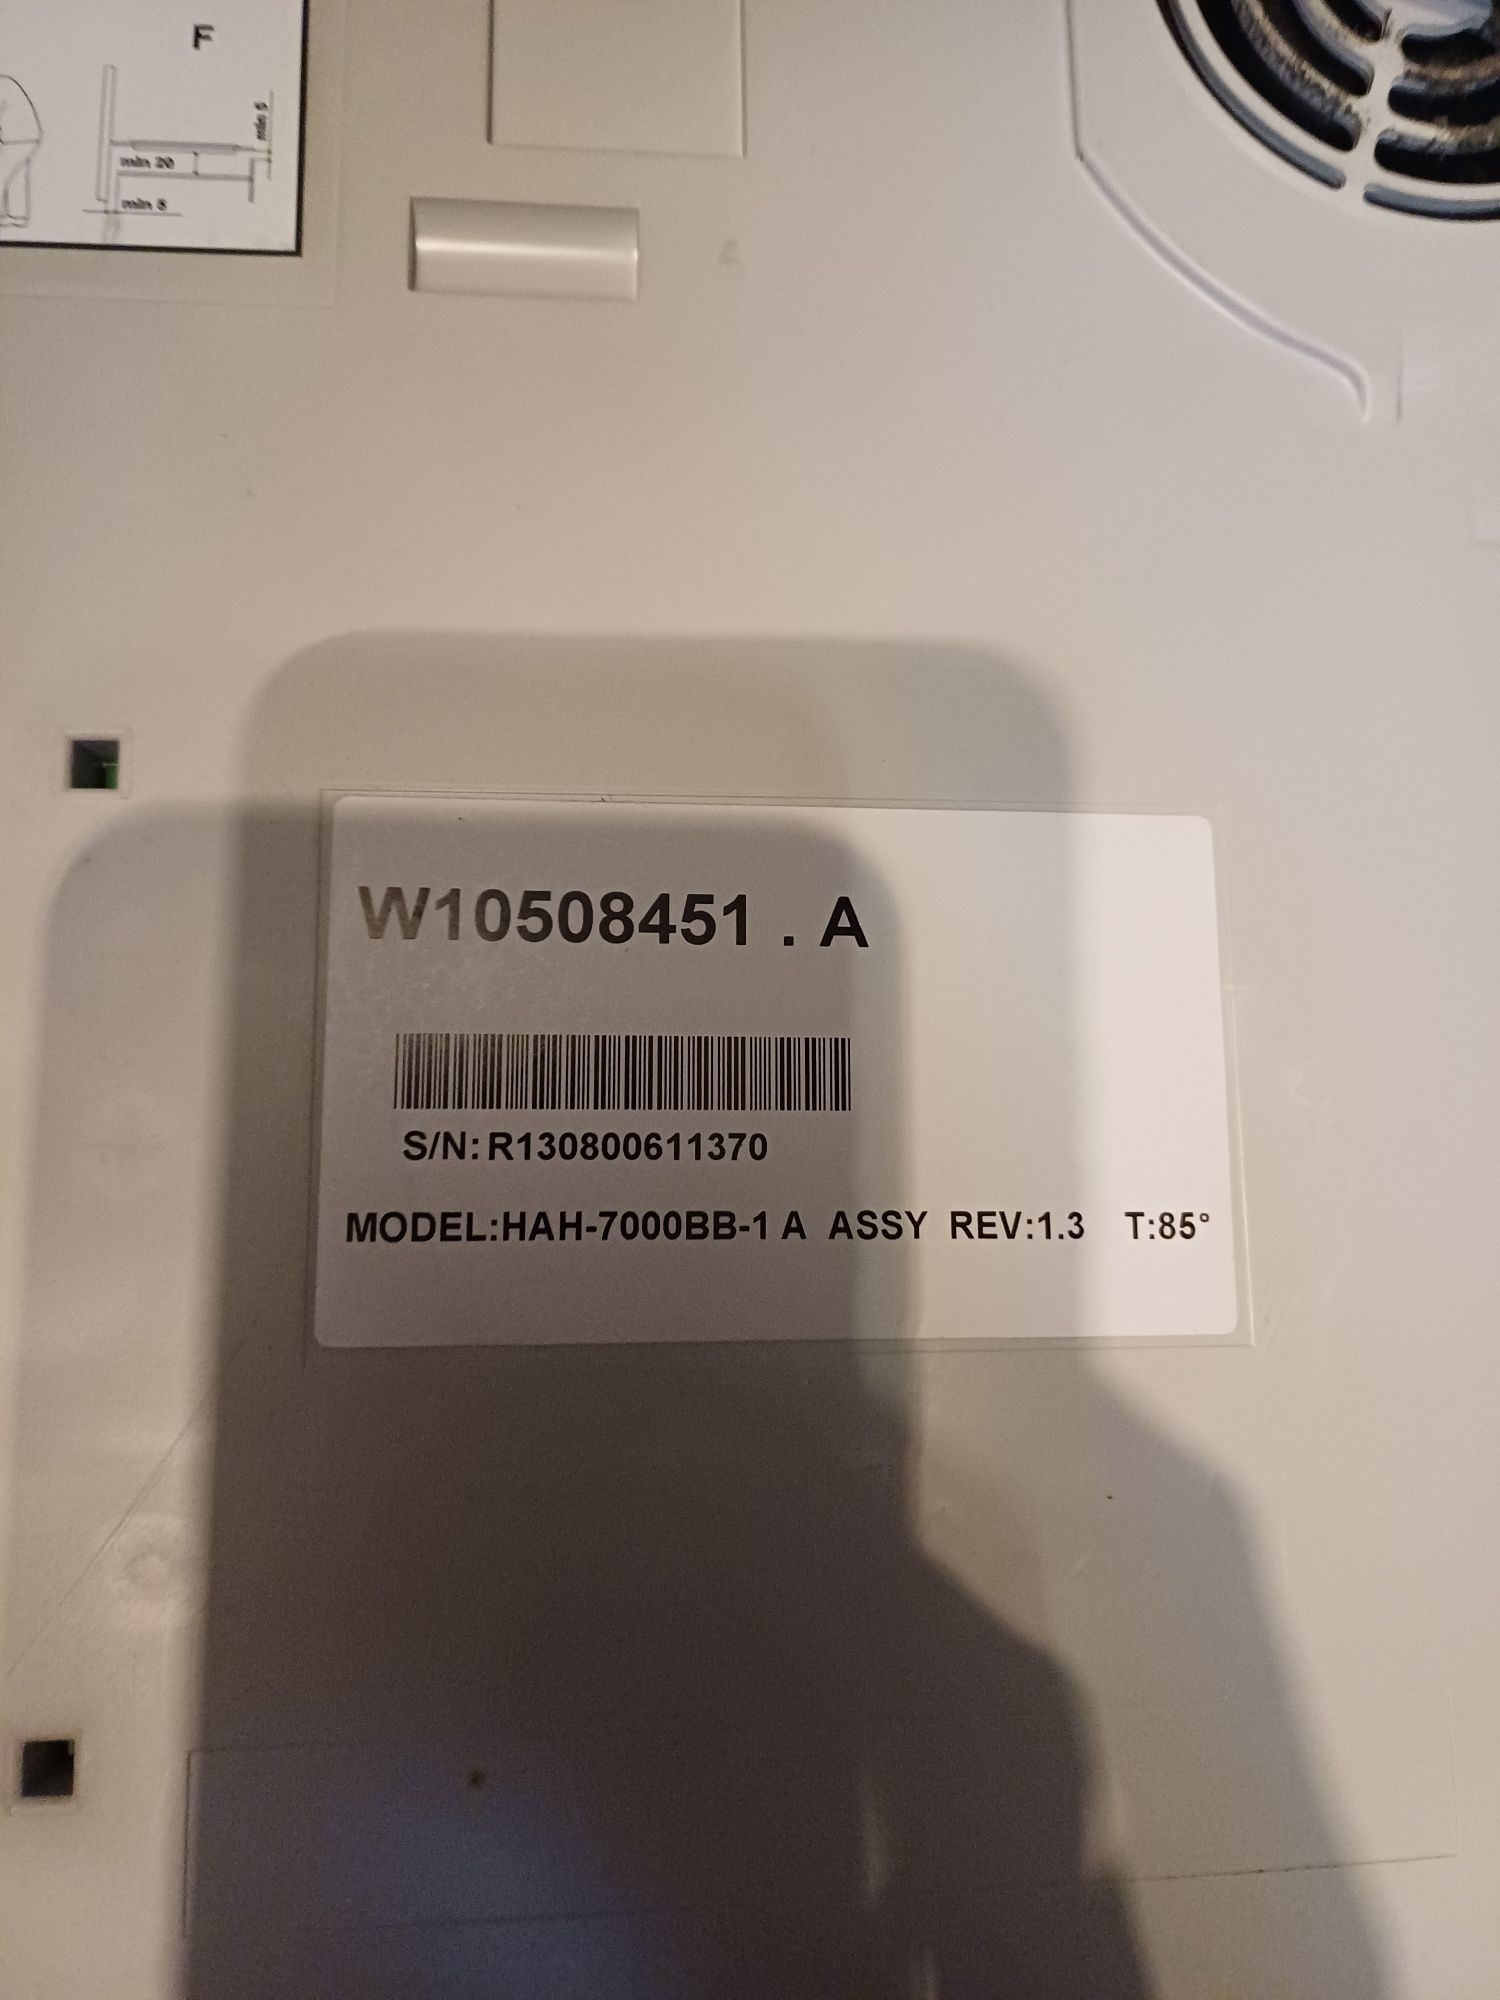 F
min 5
min 20
min 5
W10508451 . A
S/N: R130800611370
MODEL:HAH-7000BB-1 A ASSY REV:1.3 T:85°